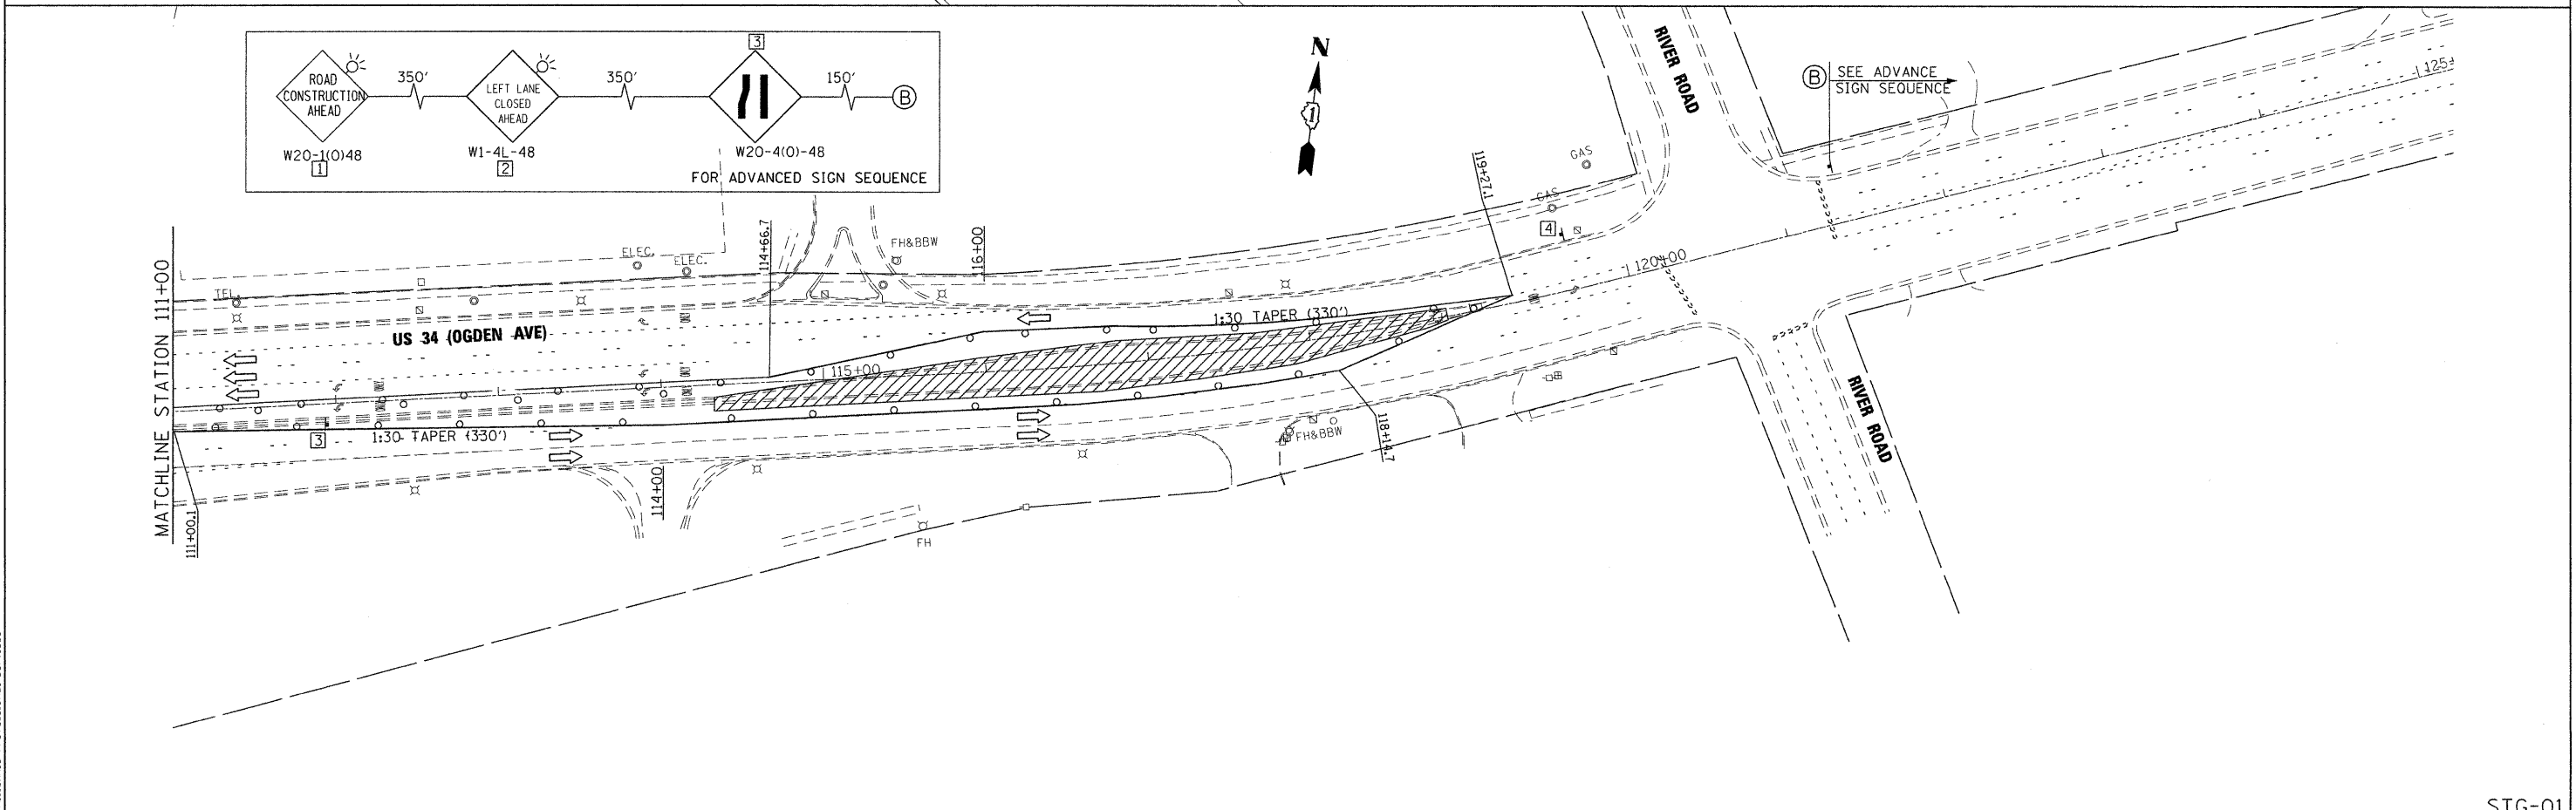 3
ROAD
CONSTRUCTION
AHEAD
350'
LEFT LANE
CLOSED
AHEAD
350'
150'
B
W20-1(O)48
1
W1-4L-48
2
W20-4(O)-48
FOR ADVANCED SIGN SEQUENCE
N
1
RIVER ROAD
B
SEE ADVANCE
SIGN SEQUENCE
125+
GAS
GAS
4
119+27.1
120+00
ELEC.
ELEC.
114+66.7
FH&BBW
116+00
TEL.
MATCHLINE STATION 111+00
US 34 (OGDEN AVE)
1:30 TAPER (330')
115+00
3
1:30 TAPER (330')
114+00
111+00.1
FH&BBW
118+14.7
FH
RIVER ROAD
STG-01